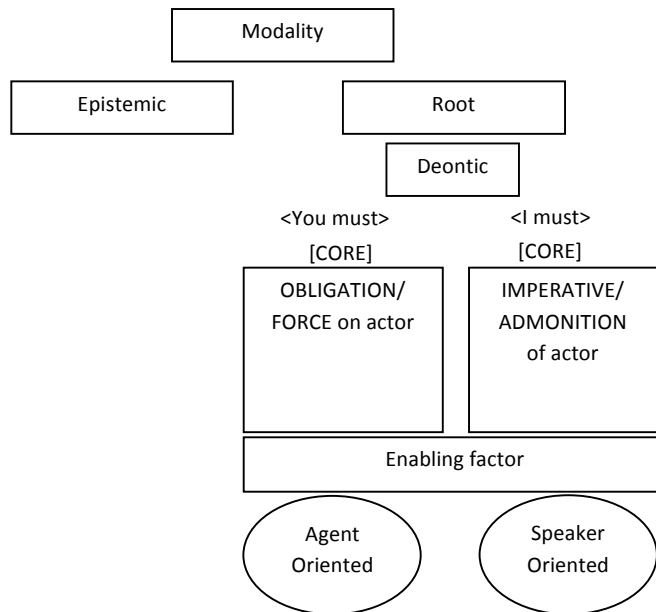 Modality
Epistemic
Root
Deontic
<You must>
<I must>
[CORE]
[CORE]
OBLIGATION/
FORCE on actor
IMPERATIVE/
ADMONITION
of actor
Enabling factor
Agent
Oriented
Speaker
Oriented